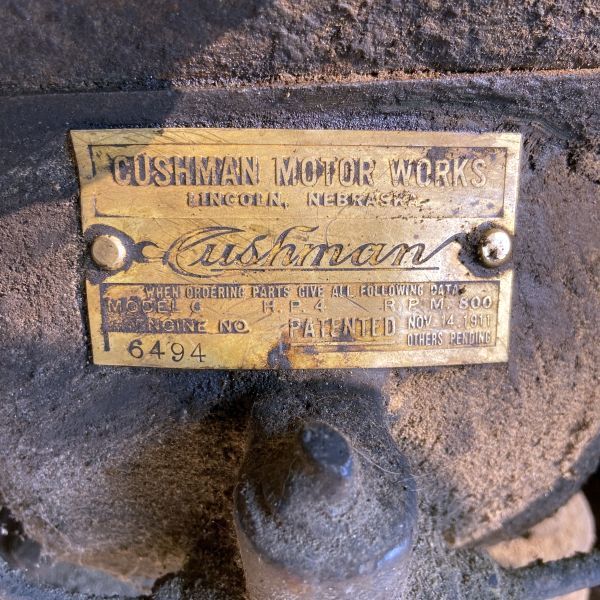 CUSHMAN MOTOR WORKS
LINCOLN, NEBRASKA
Cushman
WHEN ORDERING PARTS GIVE ALL FOLLOWING DATA
MODEL 6 H.P. 4 R.P.M. 800
ENGINE NO. PATENTED NOV. 14, 1911
6494 OTHERS PENDING